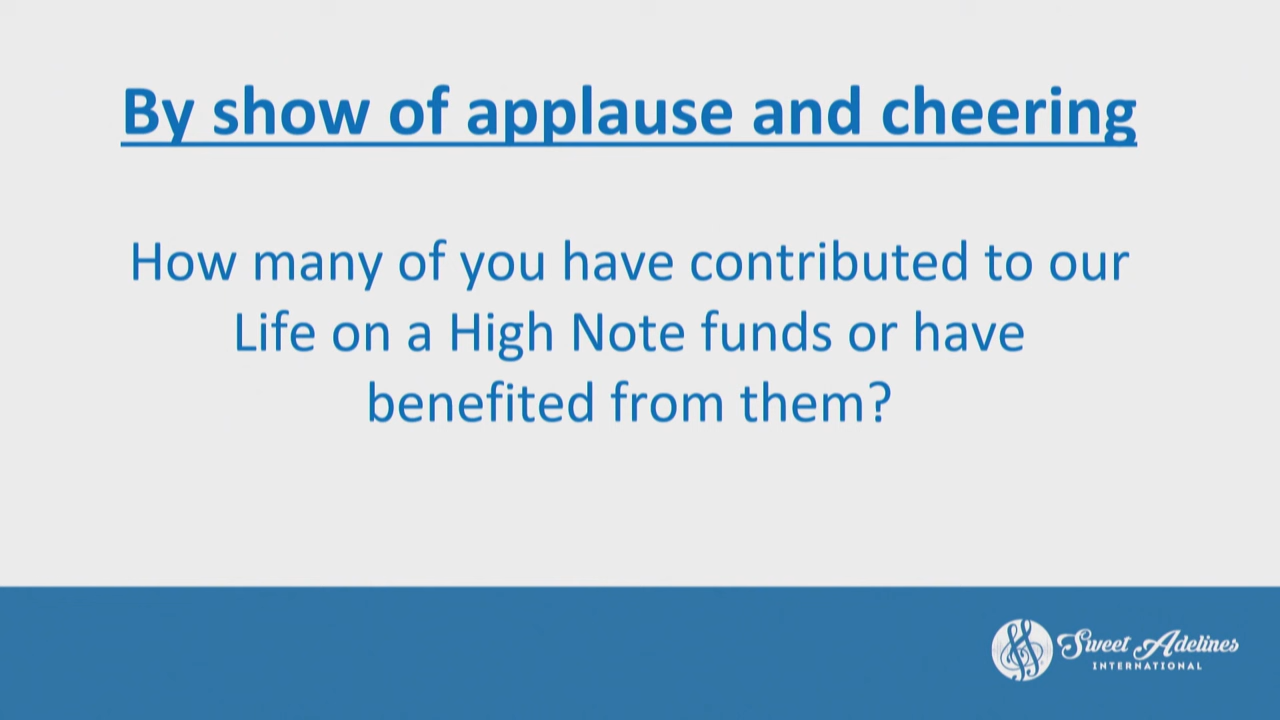 By show of applause and cheering
How many of you have contributed to our
Life on a High Note funds or have
benefited from them?
Sweet Adelines
INTERNATIONAL